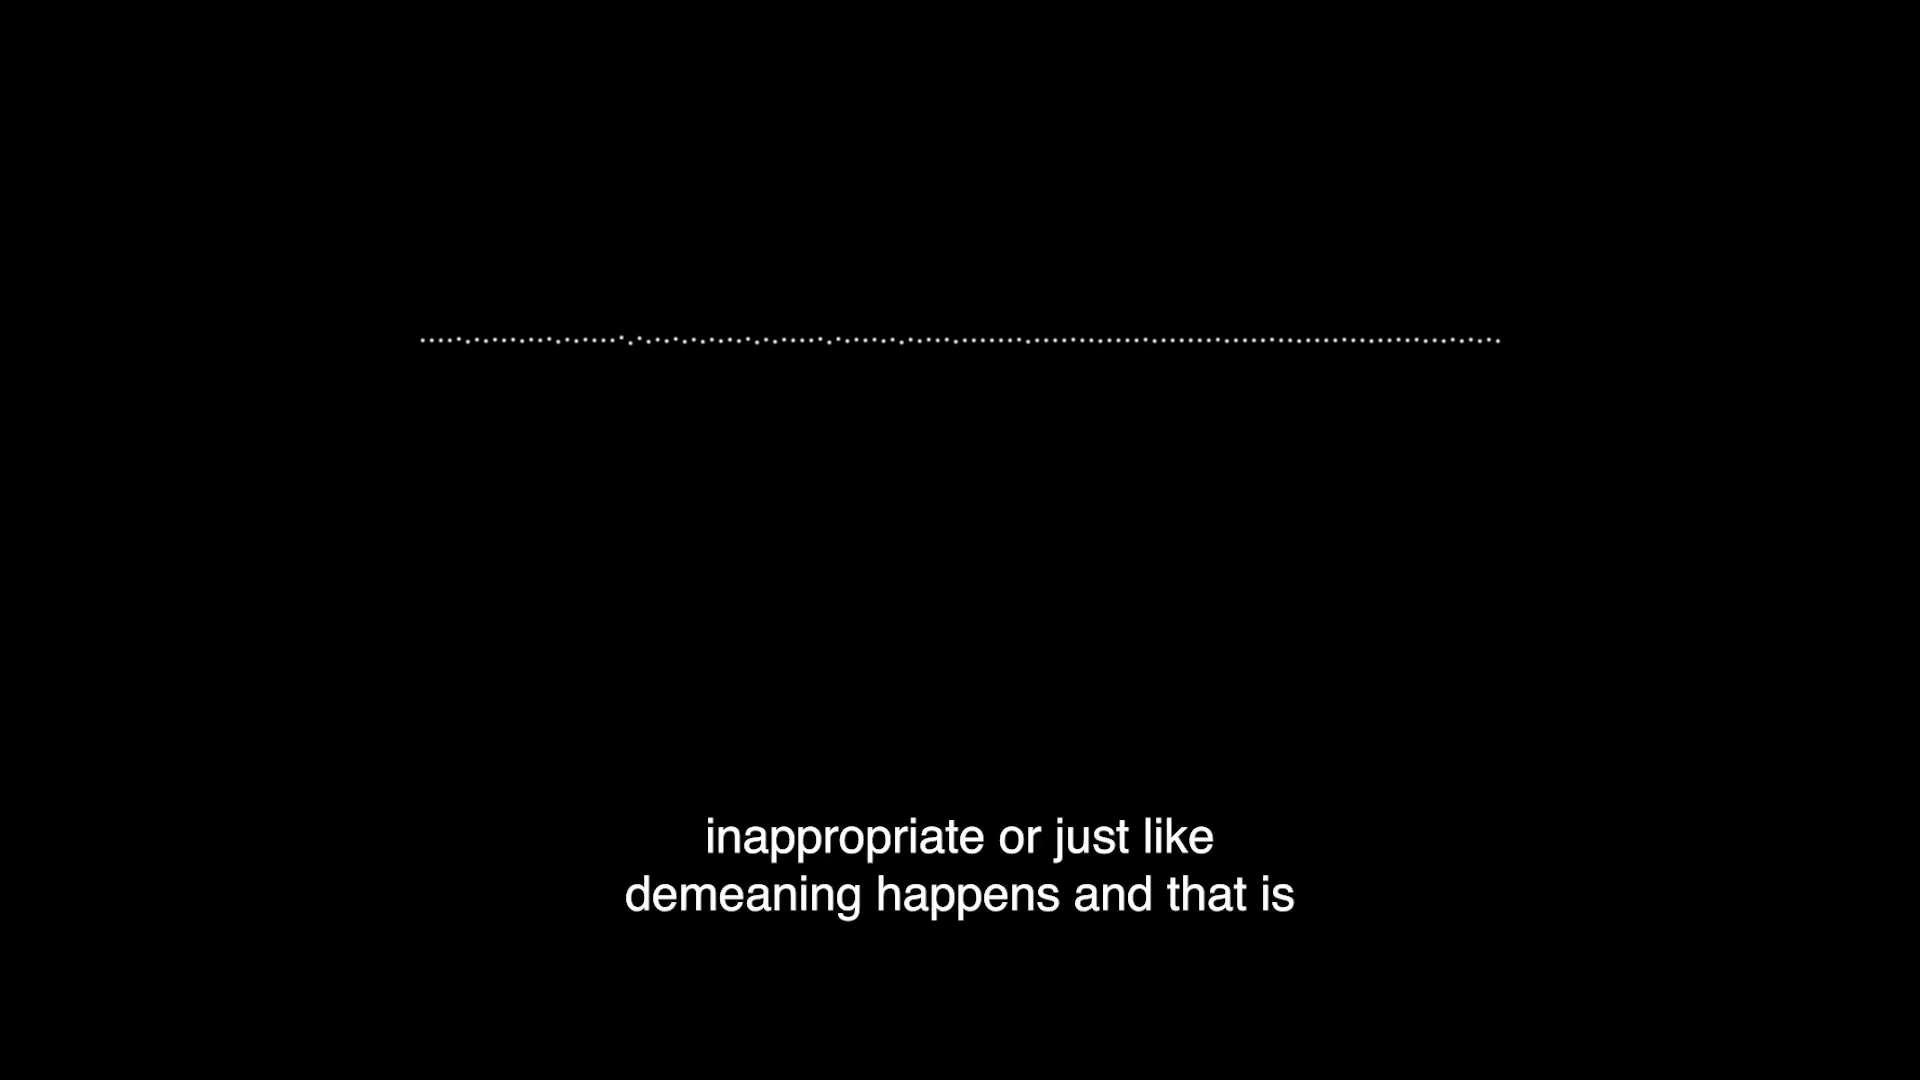 inappropriate or just like
demeaning happens and that is